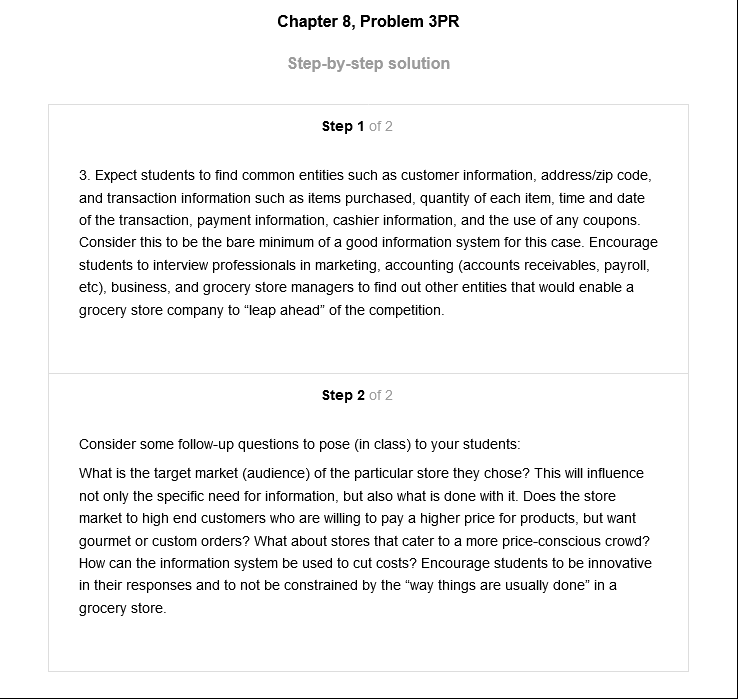 Chapter 8, Problem 3PR
Step-by-step solution
Step 1 of 2
3. Expect students to find common entities such as customer information, address/zip code,
and transaction information such as items purchased, quantity of each item, time and date
of the transaction, payment information, cashier information, and the use of any coupons.
Consider this to be the bare minimum of a good information system for this case. Encourage
students to interview professionals in marketing, accounting (accounts receivables, payroll,
etc), business, and grocery store managers to find out other entities that would enable a
grocery store company to “leap ahead” of the competition.
Step 2 of 2
Consider some follow-up questions to pose (in class) to your students:
What is the target market (audience) of the particular store they chose? This will influence
not only the specific need for information, but also what is done with it. Does the store
market to high end customers who are willing to pay a higher price for products, but want
gourmet or custom orders? What about stores that cater to a more price-conscious crowd?
How can the information system be used to cut costs? Encourage students to be innovative
in their responses and to not be constrained by the “way things are usually done” in a
grocery store.